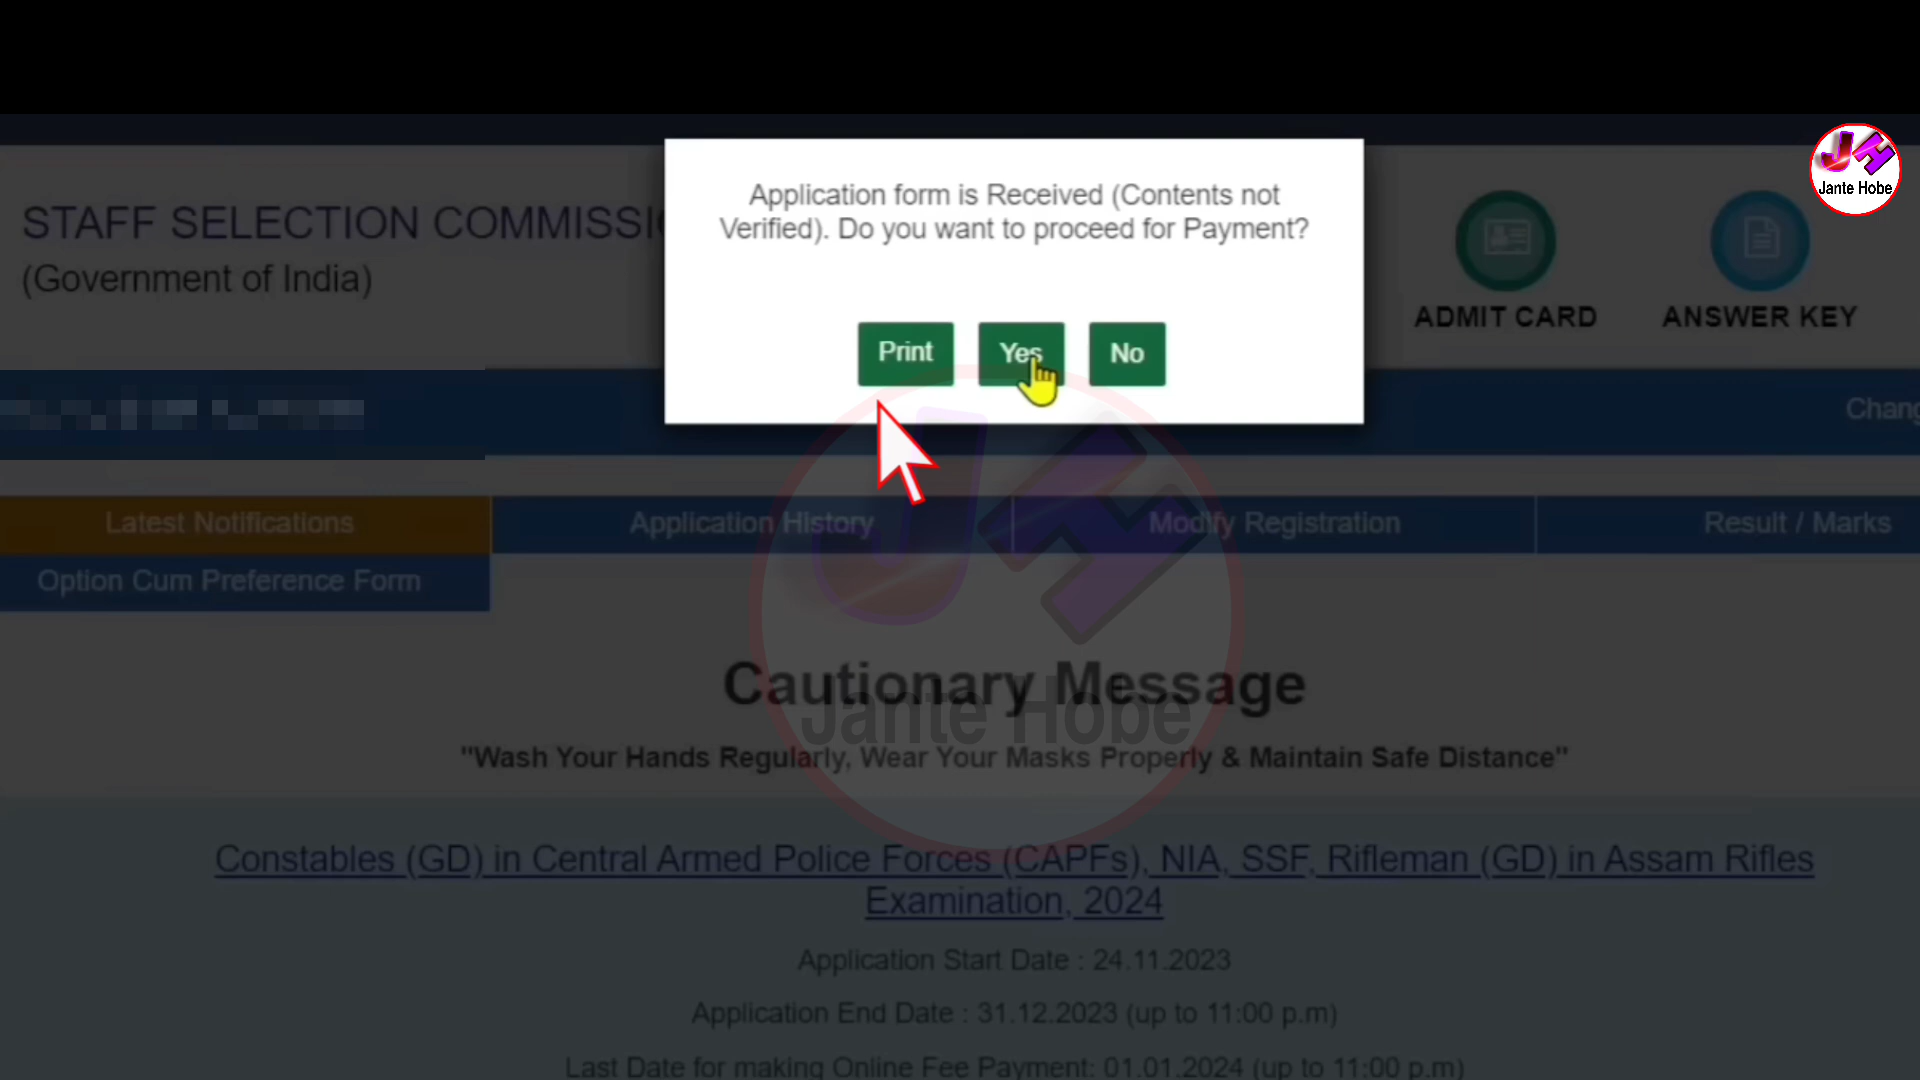 Application form is Received (Contents not
Verified). Do you want to proceed for Payment?
Print
Yes
No
JH
Jante Hobe
STAFF SELECTION COMMISSI
(Government of India)
ADMIT CARD
ANSWER KEY
Chang
Latest Notifications
Application History
Modify Registration
Result / Marks
Option Cum Preference Form
JH
Cautionary Message
Jante Hobe
"Wash Your Hands Regularly, Wear Your Masks Properly & Maintain Safe Distance"
Constables (GD) in Central Armed Police Forces (CAPFs), NIA, SSF, Rifleman (GD) in Assam Rifles
Examination, 2024
Application Start Date : 24.11.2023
Application End Date : 31.12.2023 (up to 11:00 p.m)
Last Date for making Online Fee Payment: 01.01.2024 (up to 11:00 p.m)